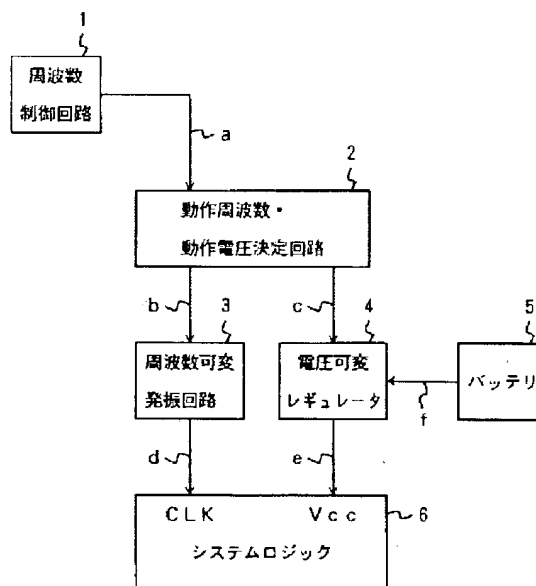 1
周波数
制御回路
a
2
動作周波数・
動作電圧決定回路
b
3
c
4
5
周波数可変
発振回路
電圧可変
レギュレータ
バッテリ
f
d
e
CLK
Vcc
6
システムロジック